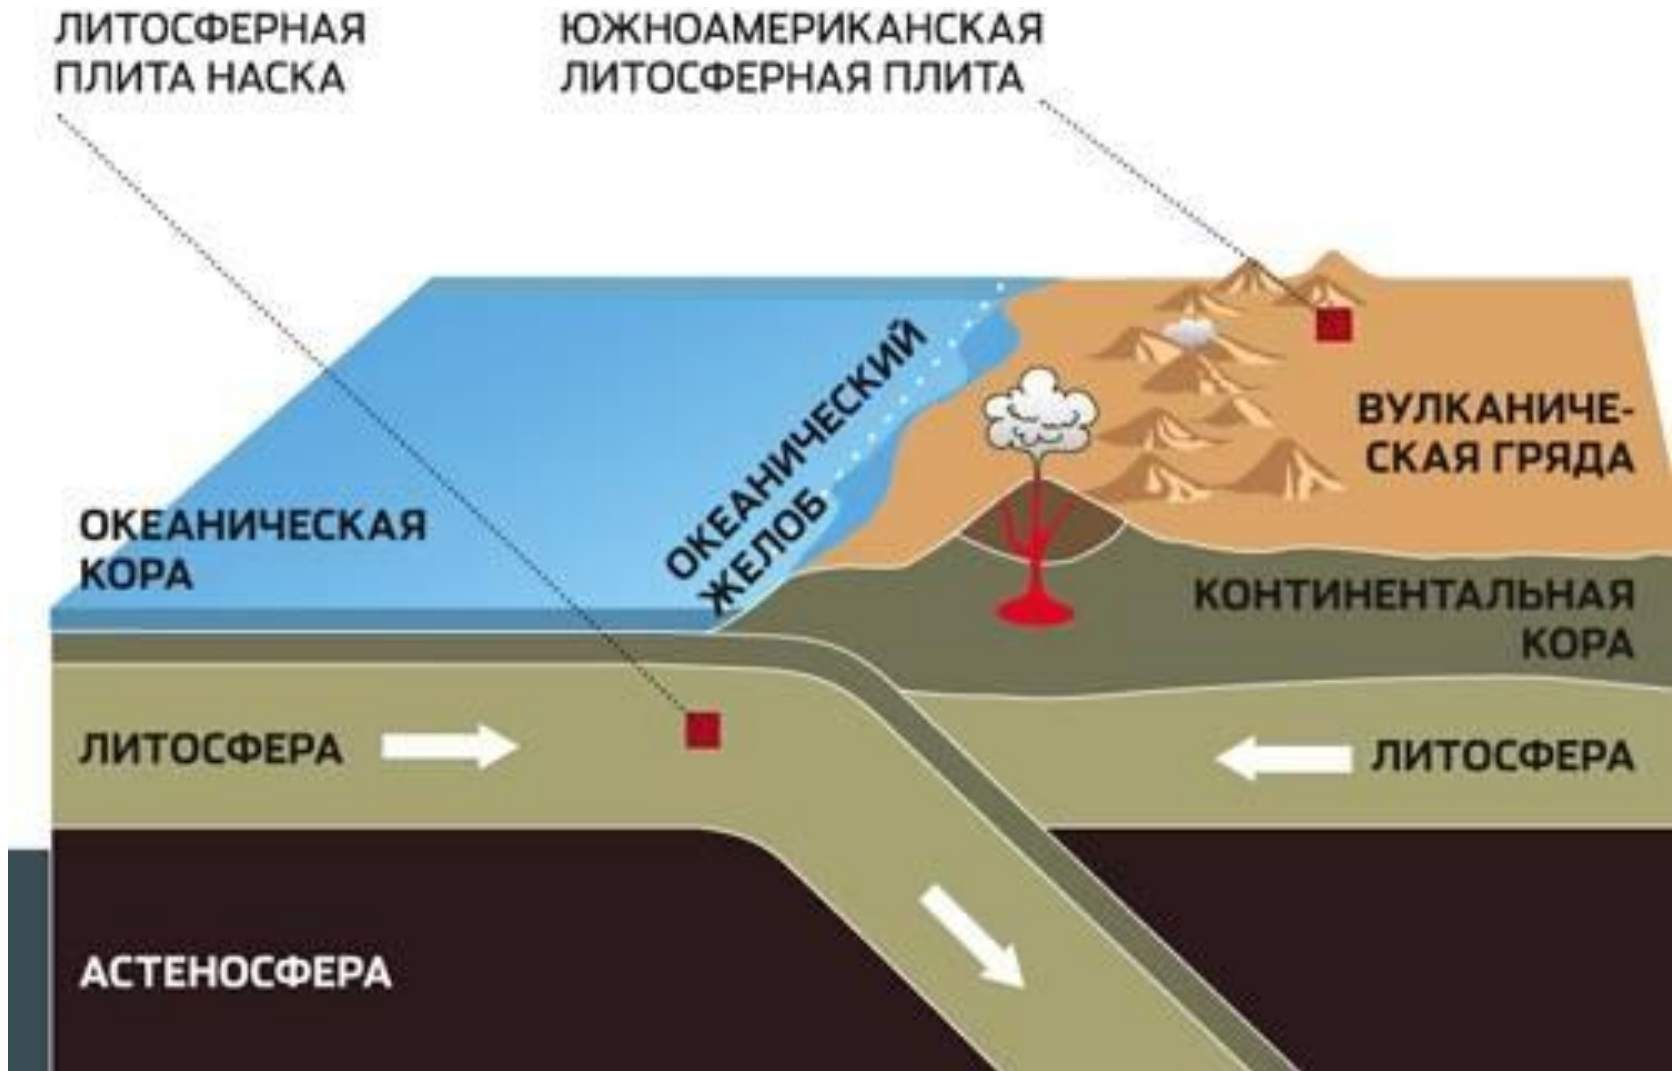 ЛИТОСФЕРНАЯ
ПЛИТА НАСКА
ЮЖНОАМЕРИКАНСКАЯ
ЛИТОСФЕРНАЯ ПЛИТА
ОКЕАНИЧЕСКИЙ
ЖЕЛОБ
ВУЛКАНИЧЕ-
СКАЯ ГРЯДА
ОКЕАНИЧЕСКАЯ
КОРА
КОНТИНЕНТАЛЬНАЯ
КОРА
ЛИТОСФЕРА
ЛИТОСФЕРА
АСТЕНОСФЕРА